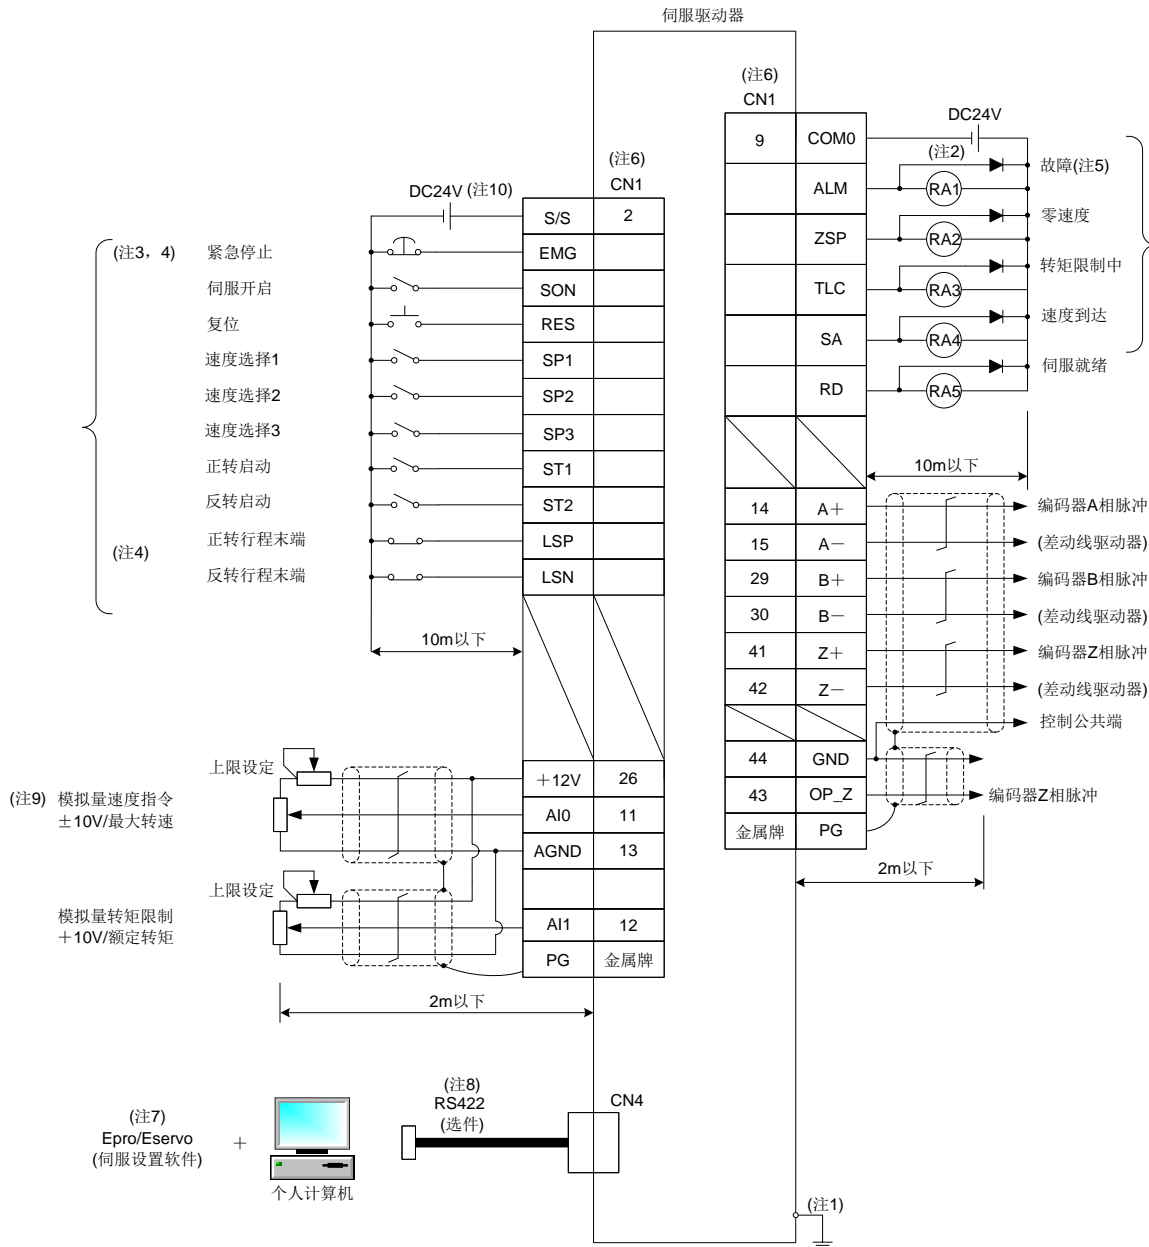 伺服驱动器
(注6)
CN1
DC24V
9 COM0
(注2)
ALM RA1 故障(注5)
ZSP RA2 零速度
TLC RA3 转矩限制中
SA RA4 速度到达
RD RA5 伺服就绪
10m以下
14 A+ 编码器A相脉冲
15 A- (差动线驱动器)
29 B+ 编码器B相脉冲
30 B- (差动线驱动器)
41 Z+ 编码器Z相脉冲
42 Z- (差动线驱动器)
控制公共端
44 GND
43 OP_Z 编码器Z相脉冲
金属牌 PG
2m以下
(注6)
CN1
DC24V (注10)
S/S 2
(注3，4) 紧急停止 EMG
伺服开启 SON
复位 RES
速度选择1 SP1
速度选择2 SP2
速度选择3 SP3
正转启动 ST1
反转启动 ST2
(注4) 正转行程末端 LSP
反转行程末端 LSN
10m以下
上限设定 +12V 26
(注9) 模拟量速度指令 AI0 11
±10V/最大转速
AGND 13
上限设定
模拟量转矩限制 AI1 12
+10V/额定转矩
PG 金属牌
2m以下
(注8)
RS422
(选件)
CN4
(注7)
Epro/Eservo
(伺服设置软件)
+
个人计算机
(注1)